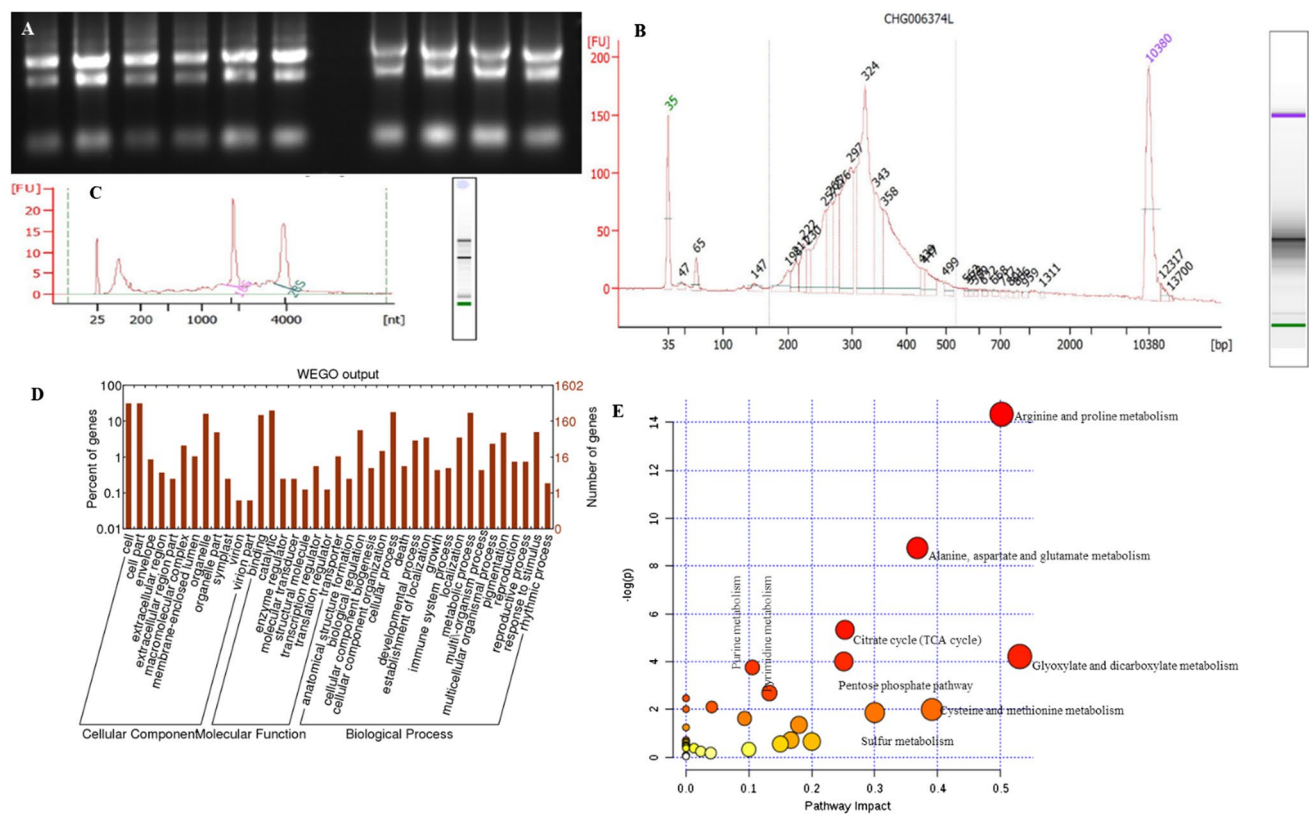 A
B
CHG006374L
[FU]
200
150
100
50
0
35
47
65
147
222
230
297
324
343
358
447
499
959
1311
10380
12317
13700
35
100
200
300
400
500
700
2000
10380
[bp]
C
[FU]
20
15
10
5
0
25
200
1000
4000
[nt]
D
WEGO output
Percent of genes
100
10
1
0.1
0.01
1602
160
16
1
0
Number of genes
cell
cell part
envelope
extracellular region
extracellular region part
macromolecular complex
membrane-enclosed lumen
organelle
organelle part
symplast
virion
virion part
binding
catalytic
enzyme regulator
molecular transducer
structural molecule
transcription regulator
translation regulator
transporter
anatomical structure formation
biological regulation
cellular component biogenesis
cellular component organization
cellular process
death
developmental process
establishment of localization
growth
immune system process
localization
metabolic process
multi-organism process
multicellular organismal process
pigmentation
reproduction
reproductive process
response to stimulus
rhythmic process
Cellular Component
Molecular Function
Biological Process
E
-log(p)
14
12
10
8
6
4
2
0
Arginine and proline metabolism
Alanine, aspartate and glutamate metabolism
Purine metabolism
Pyrimidine metabolism
Citrate cycle (TCA cycle)
Glyoxylate and dicarboxylate metabolism
Pentose phosphate pathway
Cysteine and methionine metabolism
Sulfur metabolism
0.0
0.1
0.2
0.3
0.4
0.5
Pathway Impact